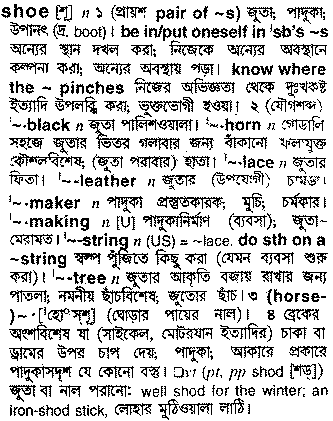 shoe [শূ] n ১ (প্রায়শ pair of ~s) জুতা; পাদুকা;
উপানৎ (দ্র. boot)। be in/put oneself in 'sb's ~s
অন্যের স্থান দখল করা; নিজেকে অন্যের অবস্থানে
কল্পনা করা; অন্যের অবস্থায় পড়া। know where
the ~ pinches নিজের অভিজ্ঞতা থেকে দুঃখকষ্ট
ইত্যাদি উপলব্ধি করা; ভুক্তভোগী হওয়া। ২ (যৌগশব্দ)
'~-black n জুতা পালিশওয়ালা। '~-horn n গোড়ালি
সহজে জুতার ভিতর গলাবার জন্য বাঁকানো ফলযুক্ত
কৌশলবিশেষ; (জুতা পরাবার) হাতা। '~-lace n জুতার
ফিতা। '~-leather n জুতার (উপযোগী) চামড়া।
'~-maker n পাদুকা প্রস্তুতকারক; মুচি; চর্মকার।
'~-making n [U] পাদুকানির্মাণ (ব্যবসা); জুতা-
মেরামত। '~-string n (US) = ~lace. do sth on a
~string স্বল্প পুঁজিতে কিছু করা (যেমন ব্যবসা শুরু
করা)। '~-tree n জুতার আকৃতি বজায় রাখার জন্য
পাতলা, নমনীয় ছাঁচবিশেষ; জুতোর ছাঁচ। ৩ (horse-
)~ ['হোস্শূ] (ঘোড়ার পায়ের নাল)। ৪ ব্রেকের
অংশবিশেষ যা (সাইকেল, মোটরযান ইত্যাদির) চাকা বা
ড্রামের উপর চাপ দেয়; পাদুকা; আকারে প্রকারে
পাদুকাসদৃশ যে কোনো বস্তু। □vt (pt, pp shod [শড্])
জুতা বা নাল পরানো: well shod for the winter; an
iron-shod stick, লোহার মুঠিওয়ালা লাঠি।